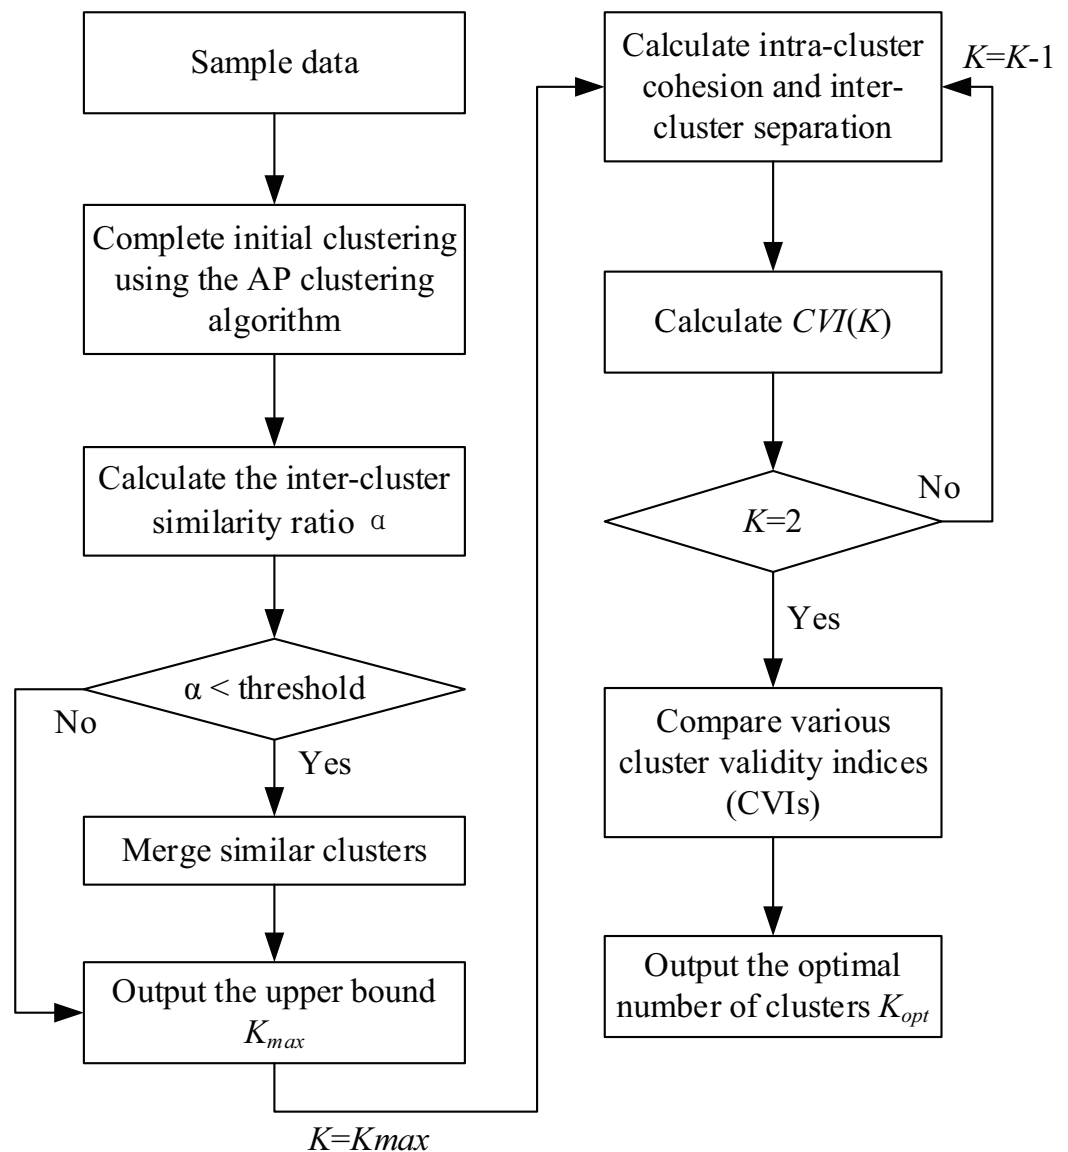 Sample data
Complete initial clustering
using the AP clustering
algorithm
Calculate the inter-cluster
similarity ratio α
α < threshold
No
Yes
Merge similar clusters
Output the upper bound
Kmax
K=Kmax
Calculate intra-cluster
cohesion and inter-
cluster separation
K=K-1
Calculate CVI(K)
K=2
No
Yes
Compare various
cluster validity indices
(CVIs)
Output the optimal
number of clusters Kopt